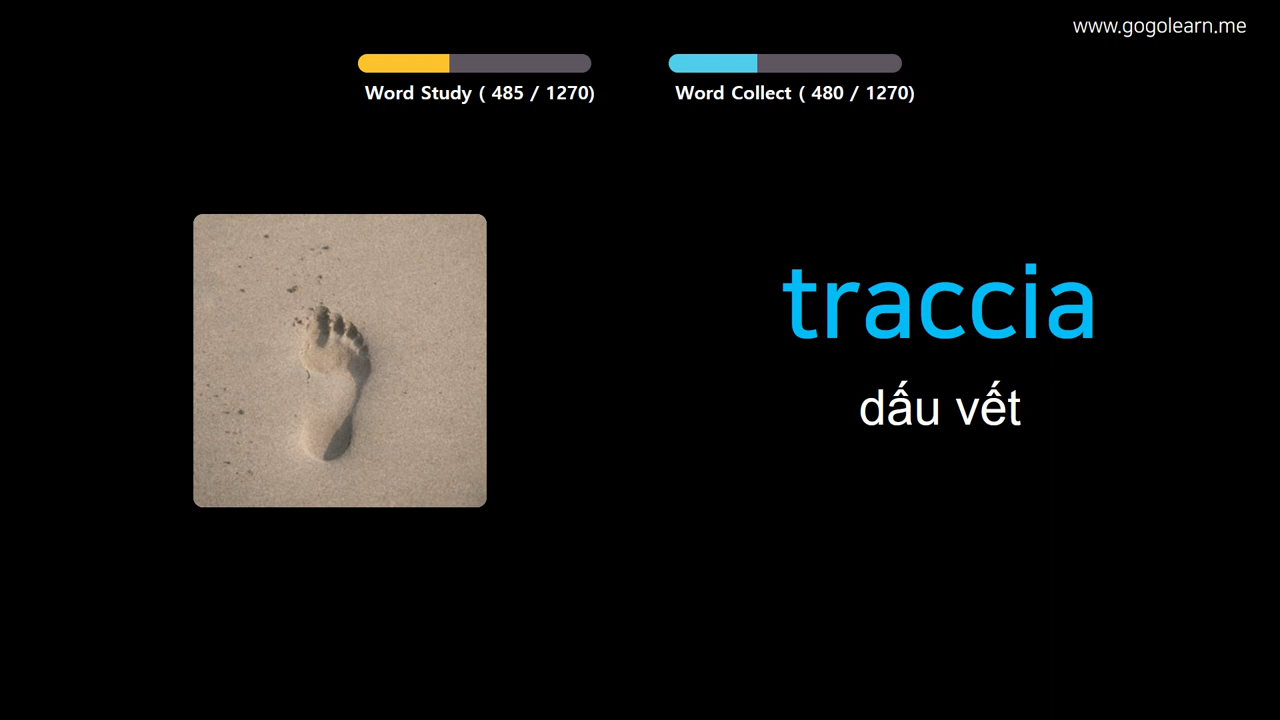 www.gogolearn.me
Word Study ( 485 / 1270)
Word Collect ( 480 / 1270)
traccia
dấu vết